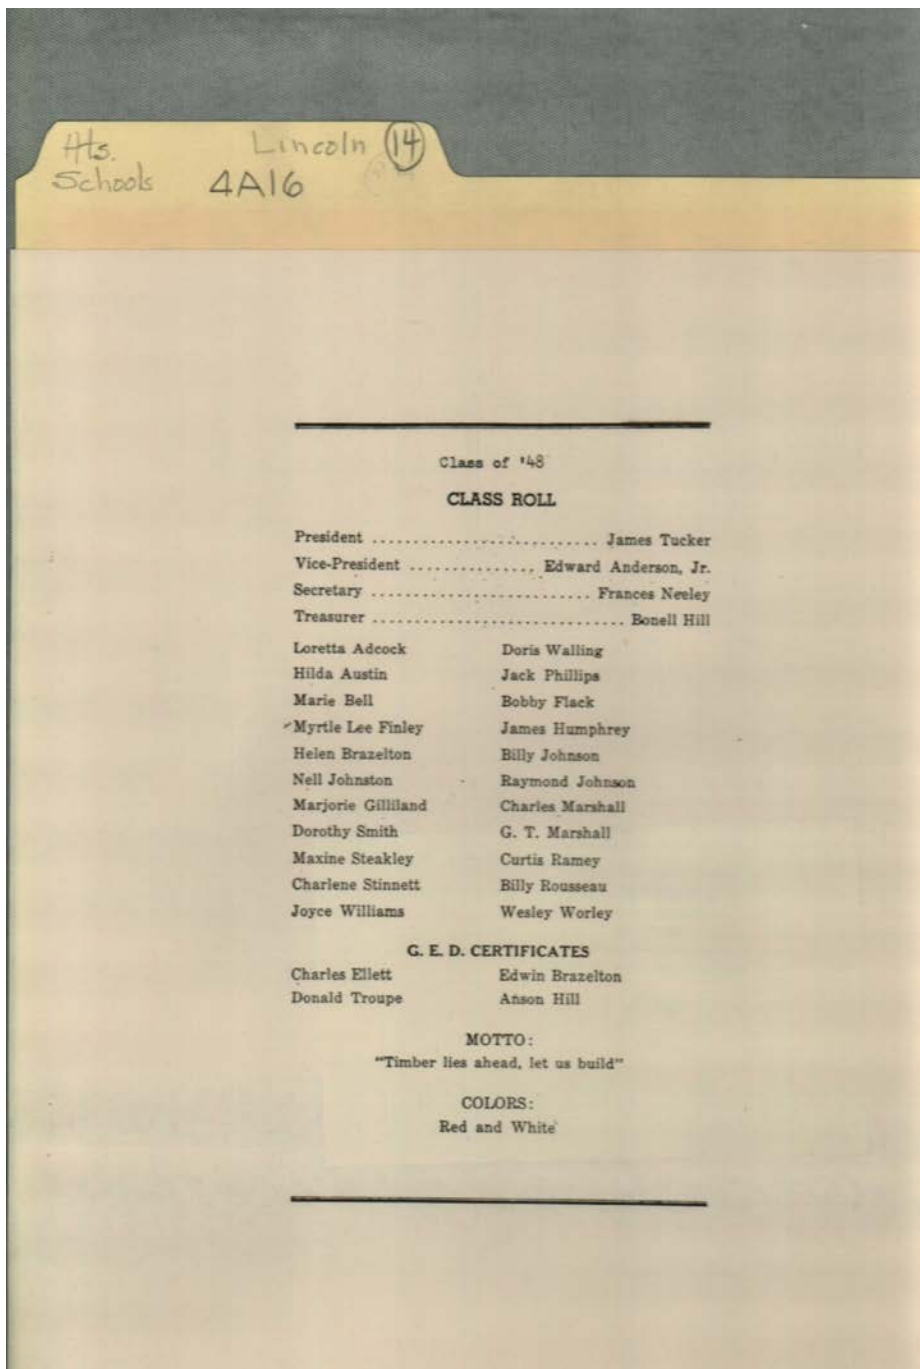 Hts. Lincoln 14
Schools 4A16
Class of '48
CLASS ROLL
President ........................... James Tucker
Vice-President ............... Edward Anderson, Jr.
Secretary .......................... Frances Neeley
Treasurer .............................. Bonell Hill
Loretta Adcock Doris Walling
Hilda Austin Jack Phillips
Marie Bell Bobby Flack
Myrtle Lee Finley James Humphrey
Helen Brazelton Billy Johnson
Nell Johnston Raymond Johnson
Marjorie Gilliland Charles Marshall
Dorothy Smith G. T. Marshall
Maxine Steakley Curtis Ramey
Charlene Stinnett Billy Rousseau
Joyce Williams Wesley Worley
G. E. D. CERTIFICATES
Charles Ellett Edwin Brazelton
Donald Troupe Anson Hill
MOTTO:
"Timber lies ahead, let us build"
COLORS:
Red and White